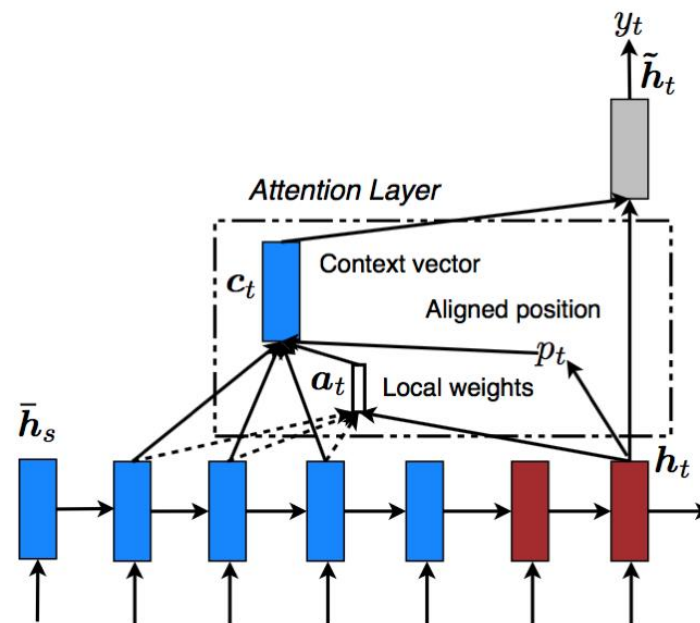 y_t
h̃_t
Attention Layer
Context vector
c_t
Aligned position
p_t
a_t
Local weights
h̄_s
h_t